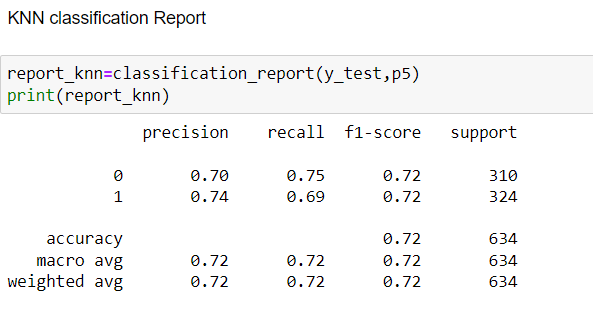 KNN classification Report
report_knn=classification_report(y_test,p5)
print(report_knn)
precision recall f1-score support
0 0.70 0.75 0.72 310
1 0.74 0.69 0.72 324
accuracy 0.72 634
macro avg 0.72 0.72 0.72 634
weighted avg 0.72 0.72 0.72 634